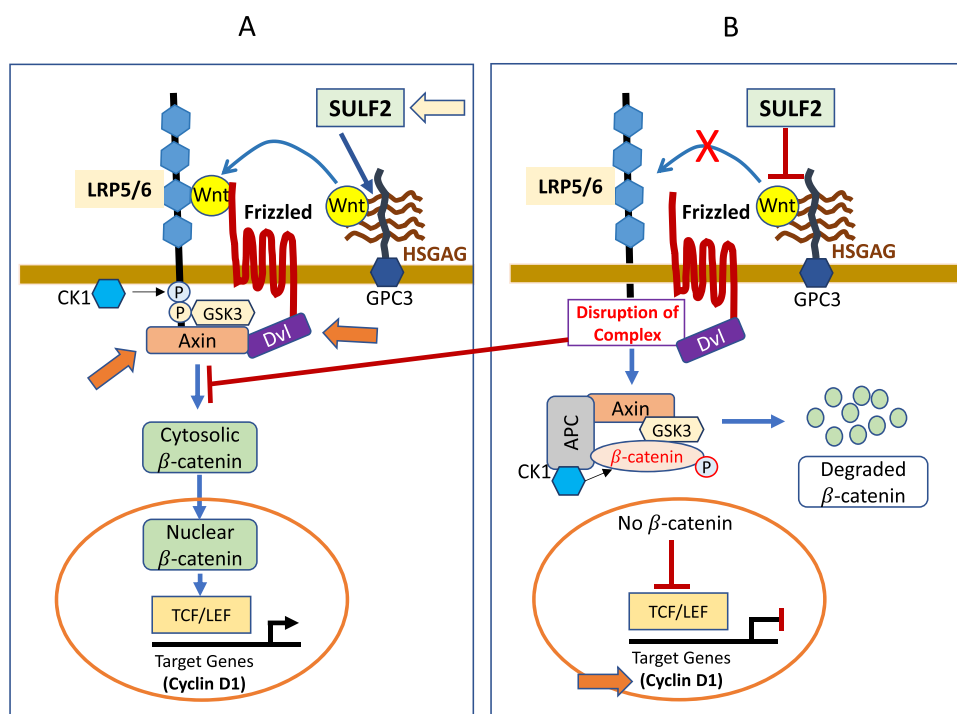 A
SULF2
LRP5/6
Wnt
Wnt
Frizzled
HSGAG
GPC3
CK1
P
P
GSK3
Axin
Dvl
Cytosolic
β-catenin
Nuclear
β-catenin
TCF/LEF
Target Genes
(Cyclin D1)
B
SULF2
LRP5/6
X
Wnt
Frizzled
HSGAG
GPC3
Disruption of
Complex
Dvl
APC
Axin
GSK3
β-catenin
P
CK1
Degraded
β-catenin
No β-catenin
TCF/LEF
Target Genes
(Cyclin D1)